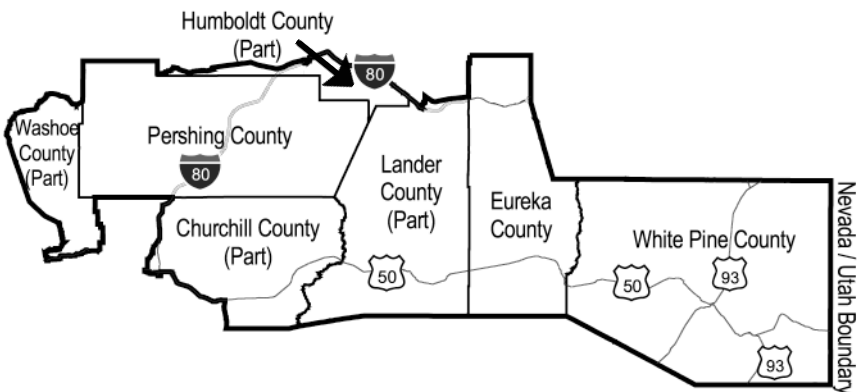 Humboldt County
(Part)
80
Washoe
County
(Part)
Pershing County
80
Lander
County
(Part)
Eureka
County
Churchill County
(Part)
White Pine County
50
50
93
93
Nevada / Utah Boundary